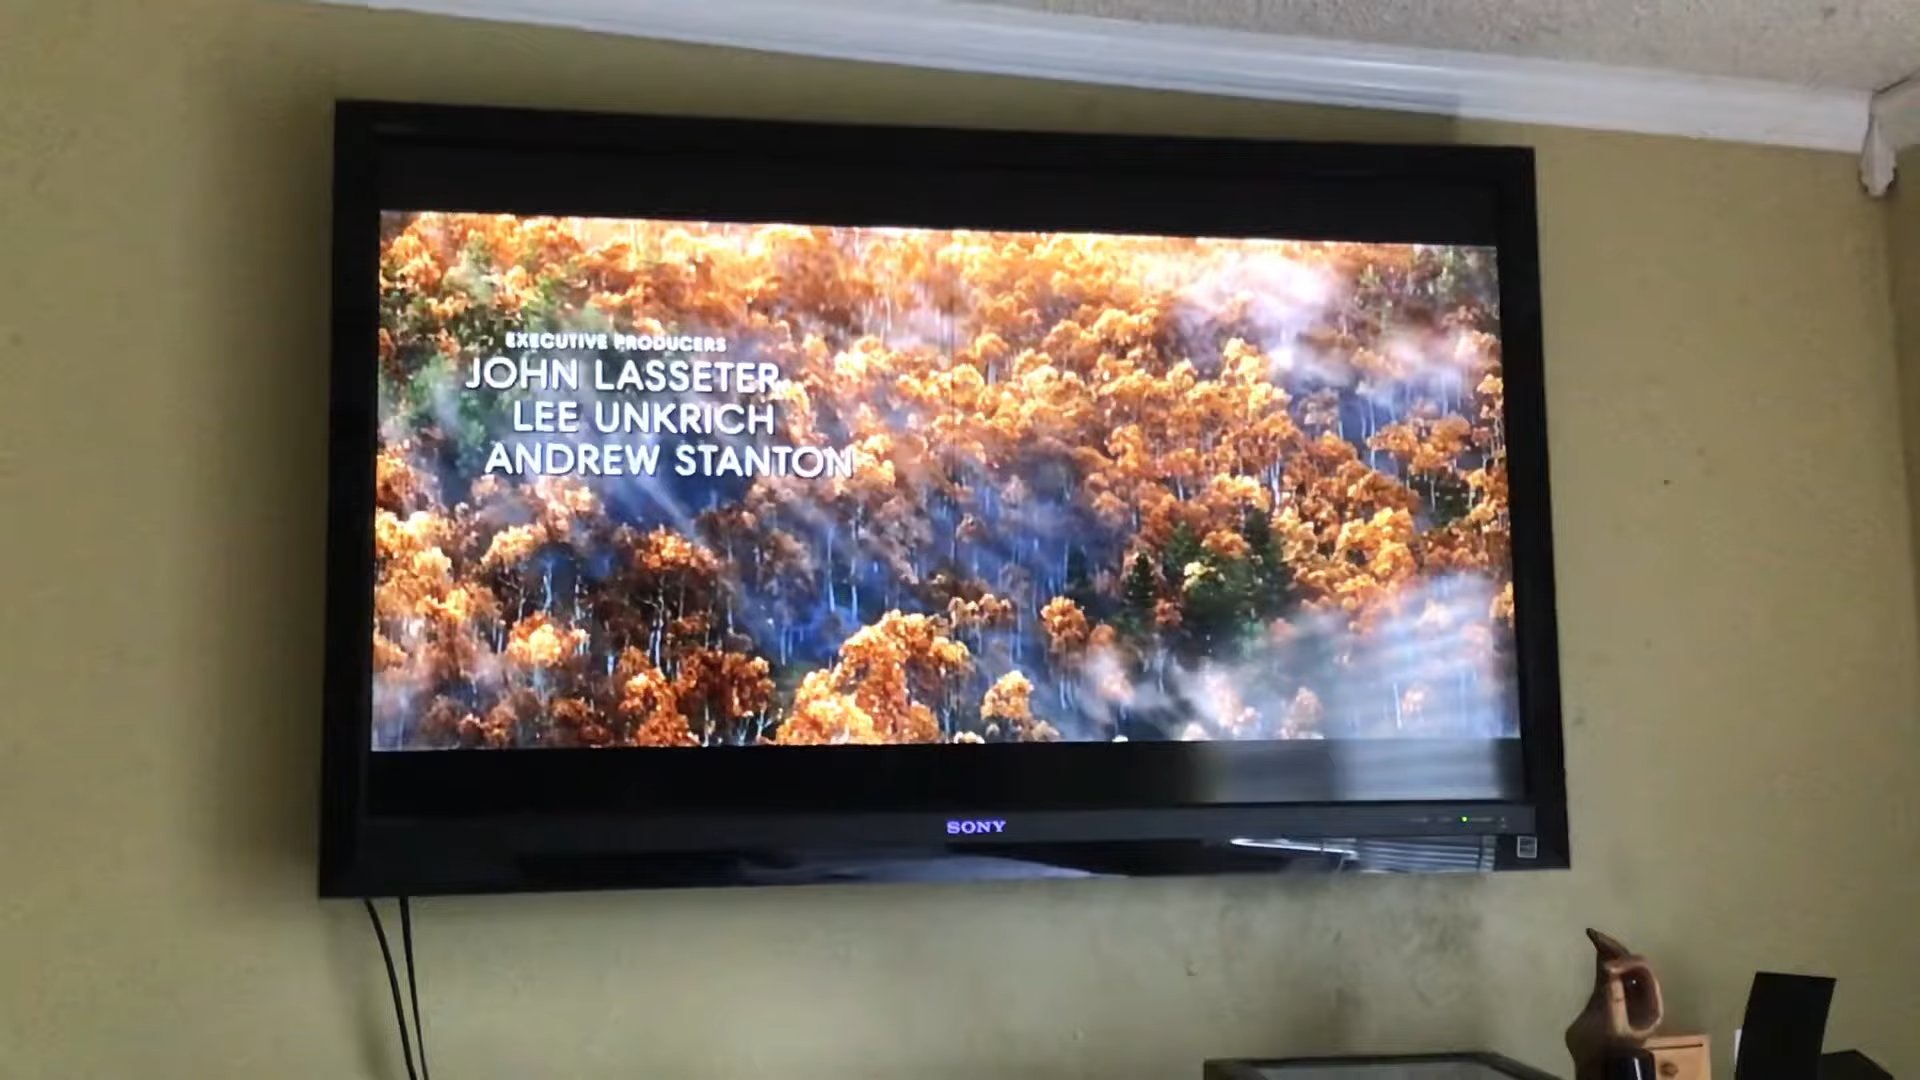 EXECUTIVE PRODUCERS
JOHN LASSETER
LEE UNKRICH
ANDREW STANTON
SONY